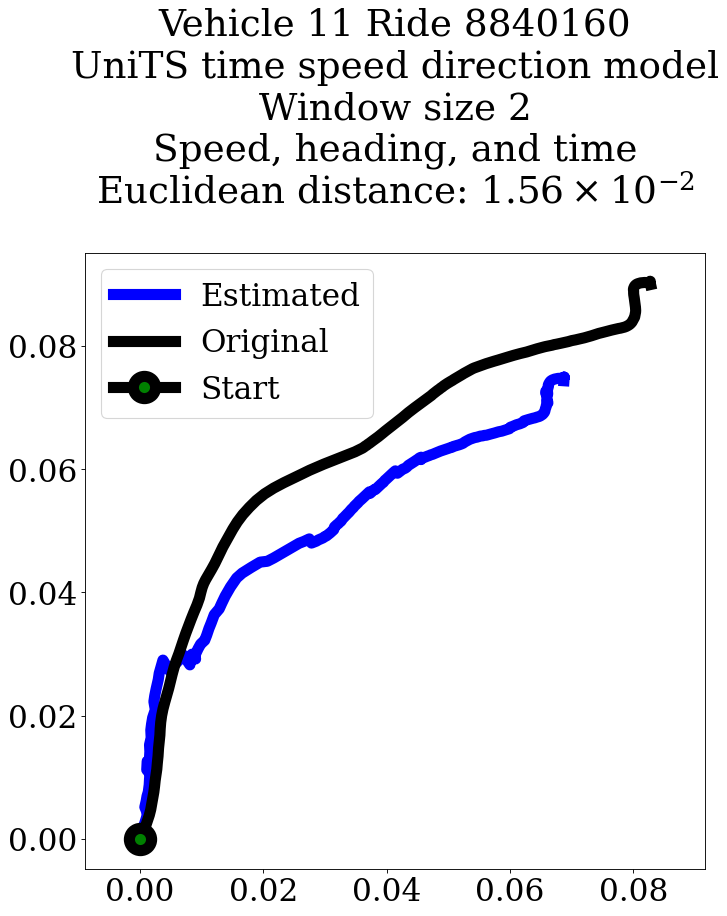 Vehicle 11 Ride 8840160
UniTS time speed direction model
Window size 2
Speed, heading, and time
Euclidean distance: 1.56 × 10⁻²
Estimated
Original
Start
0.08
0.06
0.04
0.02
0.00
0.00 0.02 0.04 0.06 0.08